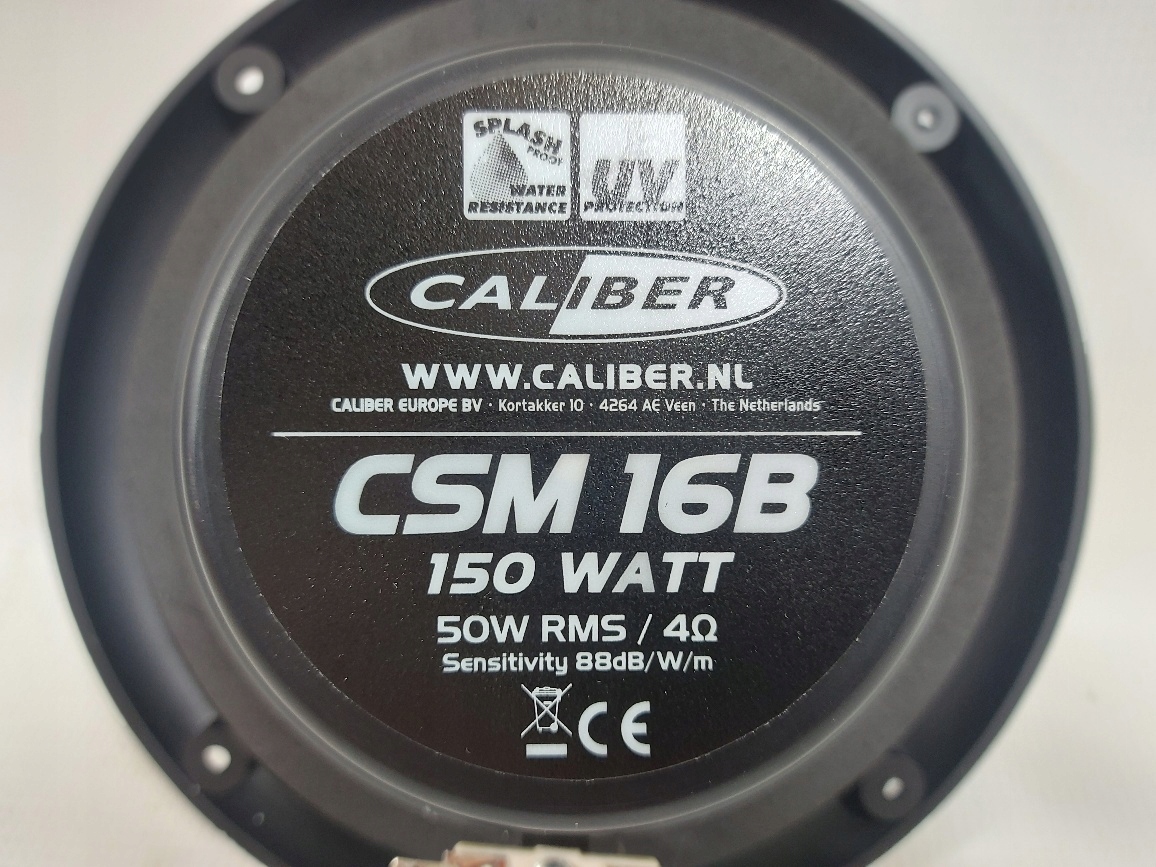 SPLASH
PROOF
WATER
RESISTANCE
UV
PROTECTION
CALIBER
WWW.CALIBER.NL
CALIBER EUROPE BV · Kortakker 10 · 4264 AE Veen · The Netherlands
CSM 16B
150 WATT
50W RMS / 4Ω
Sensitivity 88dB/W/m
CE